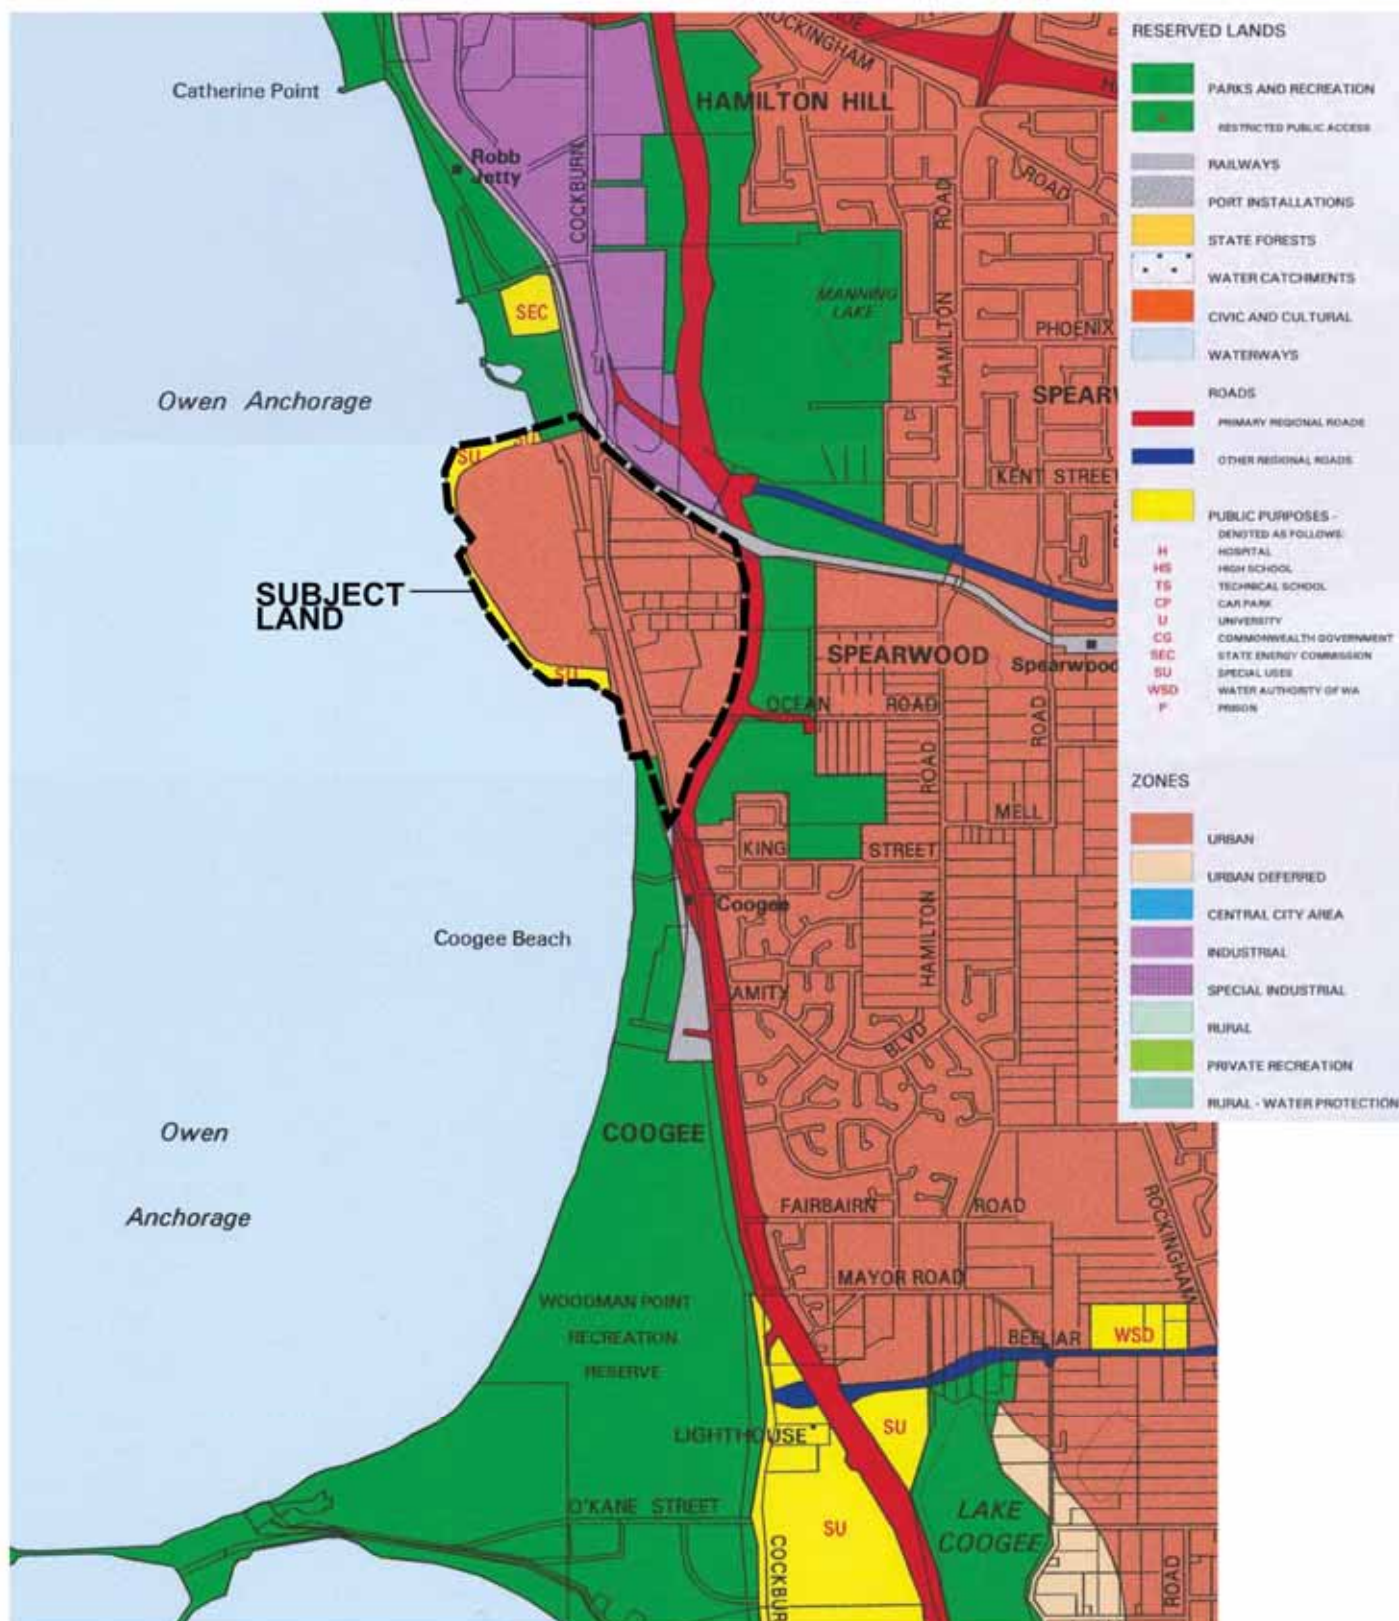 ROCKINGHAM
Catherine Point
HAMILTON HILL
Robb
Jetty
COCKBURN
ROAD
ROAD
MANNING
LAKE
SEC
HAMILTON
PHOENIX
Owen Anchorage
SU
SU
KENT STREET
SUBJECT
LAND
SPEARWOOD
Spearwood
SU
OCEAN ROAD
ROAD
ROAD
MELL
KING STREET
Coogee
HAMILTON
Coogee Beach
AMITY
BLVD
COOGEE
Owen
Anchorage
FAIRBAIRN ROAD
ROCKINGHAM
MAYOR ROAD
WOODMAN POINT
RECREATION
RESERVE
BEELIAR
WSD
LIGHTHOUSE
SU
O'KANE STREET
LAKE
COOGEE
SU
COCKBUR
ROAD
RESERVED LANDS
PARKS AND RECREATION
RESTRICTED PUBLIC ACCESS
RAILWAYS
PORT INSTALLATIONS
STATE FORESTS
WATER CATCHMENTS
CIVIC AND CULTURAL
WATERWAYS
ROADS
PRIMARY REGIONAL ROADS
OTHER REGIONAL ROADS
PUBLIC PURPOSES -
DENOTED AS FOLLOWS:
H HOSPITAL
HS HIGH SCHOOL
TS TECHNICAL SCHOOL
CP CAR PARK
U UNIVERSITY
CG COMMONWEALTH GOVERNMENT
SEC STATE ENERGY COMMISSION
SU SPECIAL USES
WSD WATER AUTHORITY OF WA
P PRISON
ZONES
URBAN
URBAN DEFERRED
CENTRAL CITY AREA
INDUSTRIAL
SPECIAL INDUSTRIAL
RURAL
PRIVATE RECREATION
RURAL - WATER PROTECTION